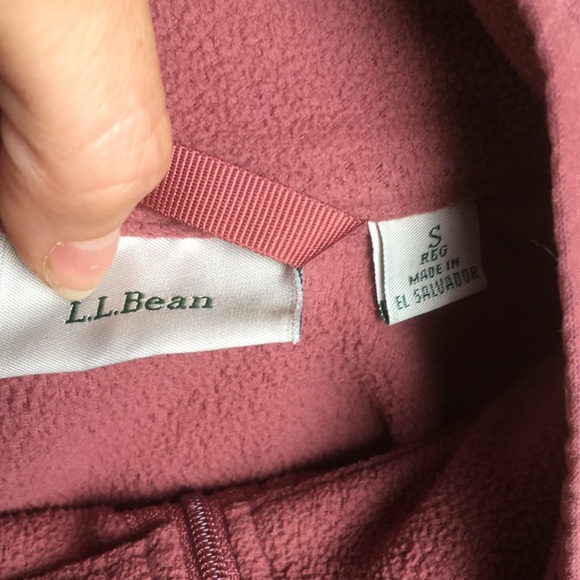 L.L.Bean
S
REG
MADE IN
EL SALVADOR